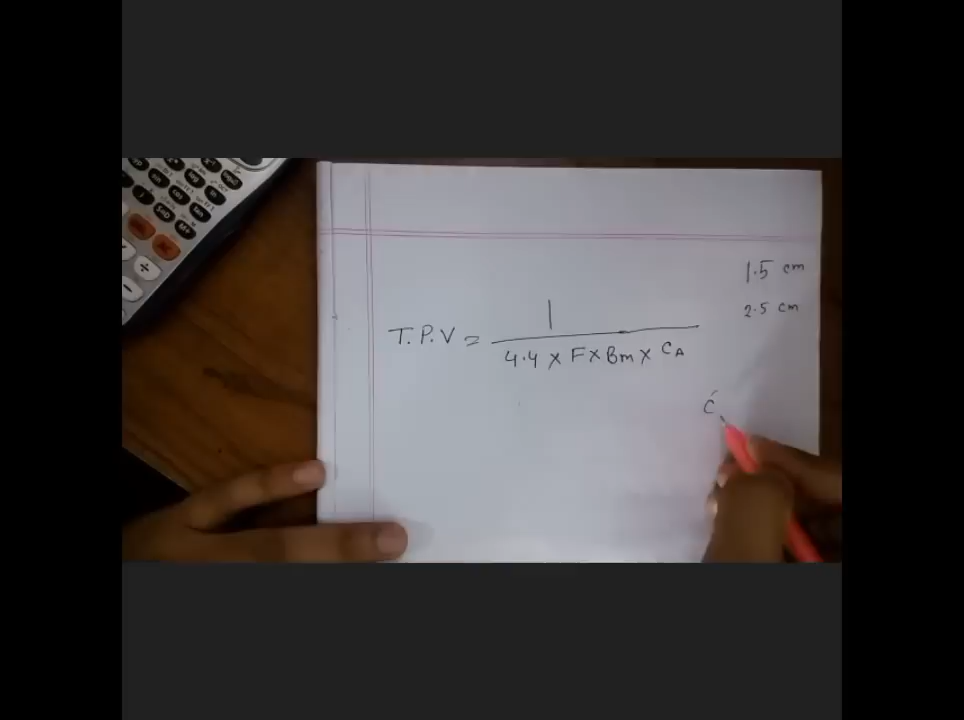 1.5 cm
2.5 cm
T.P.V = 1
4.4 × F × Bm × CA
C